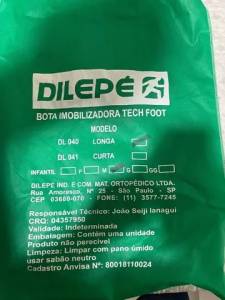 DILEPÉ
BOTA IMOBILIZADORA TECH FOOT
MODELO
DL 040 LONGA
DL 041 CURTA
INFANTIL P M G GG
DILEPÉ IND. E COM. MAT. ORTOPÉDICO LTDA.
Rua Amoresco, Nº 25 - São Paulo - SP
CEP 03680-070 - FONE: (11) 3577-7245
Responsável Técnico: João Seiji Ianagui
CRQ: 04357950
Validade: Indeterminada
Embalagem: Contém uma unidade
Produto não perecível
Limpeza: Limpar com pano úmido
usar sabão neutro
Cadastro Anvisa Nº: 80018110024